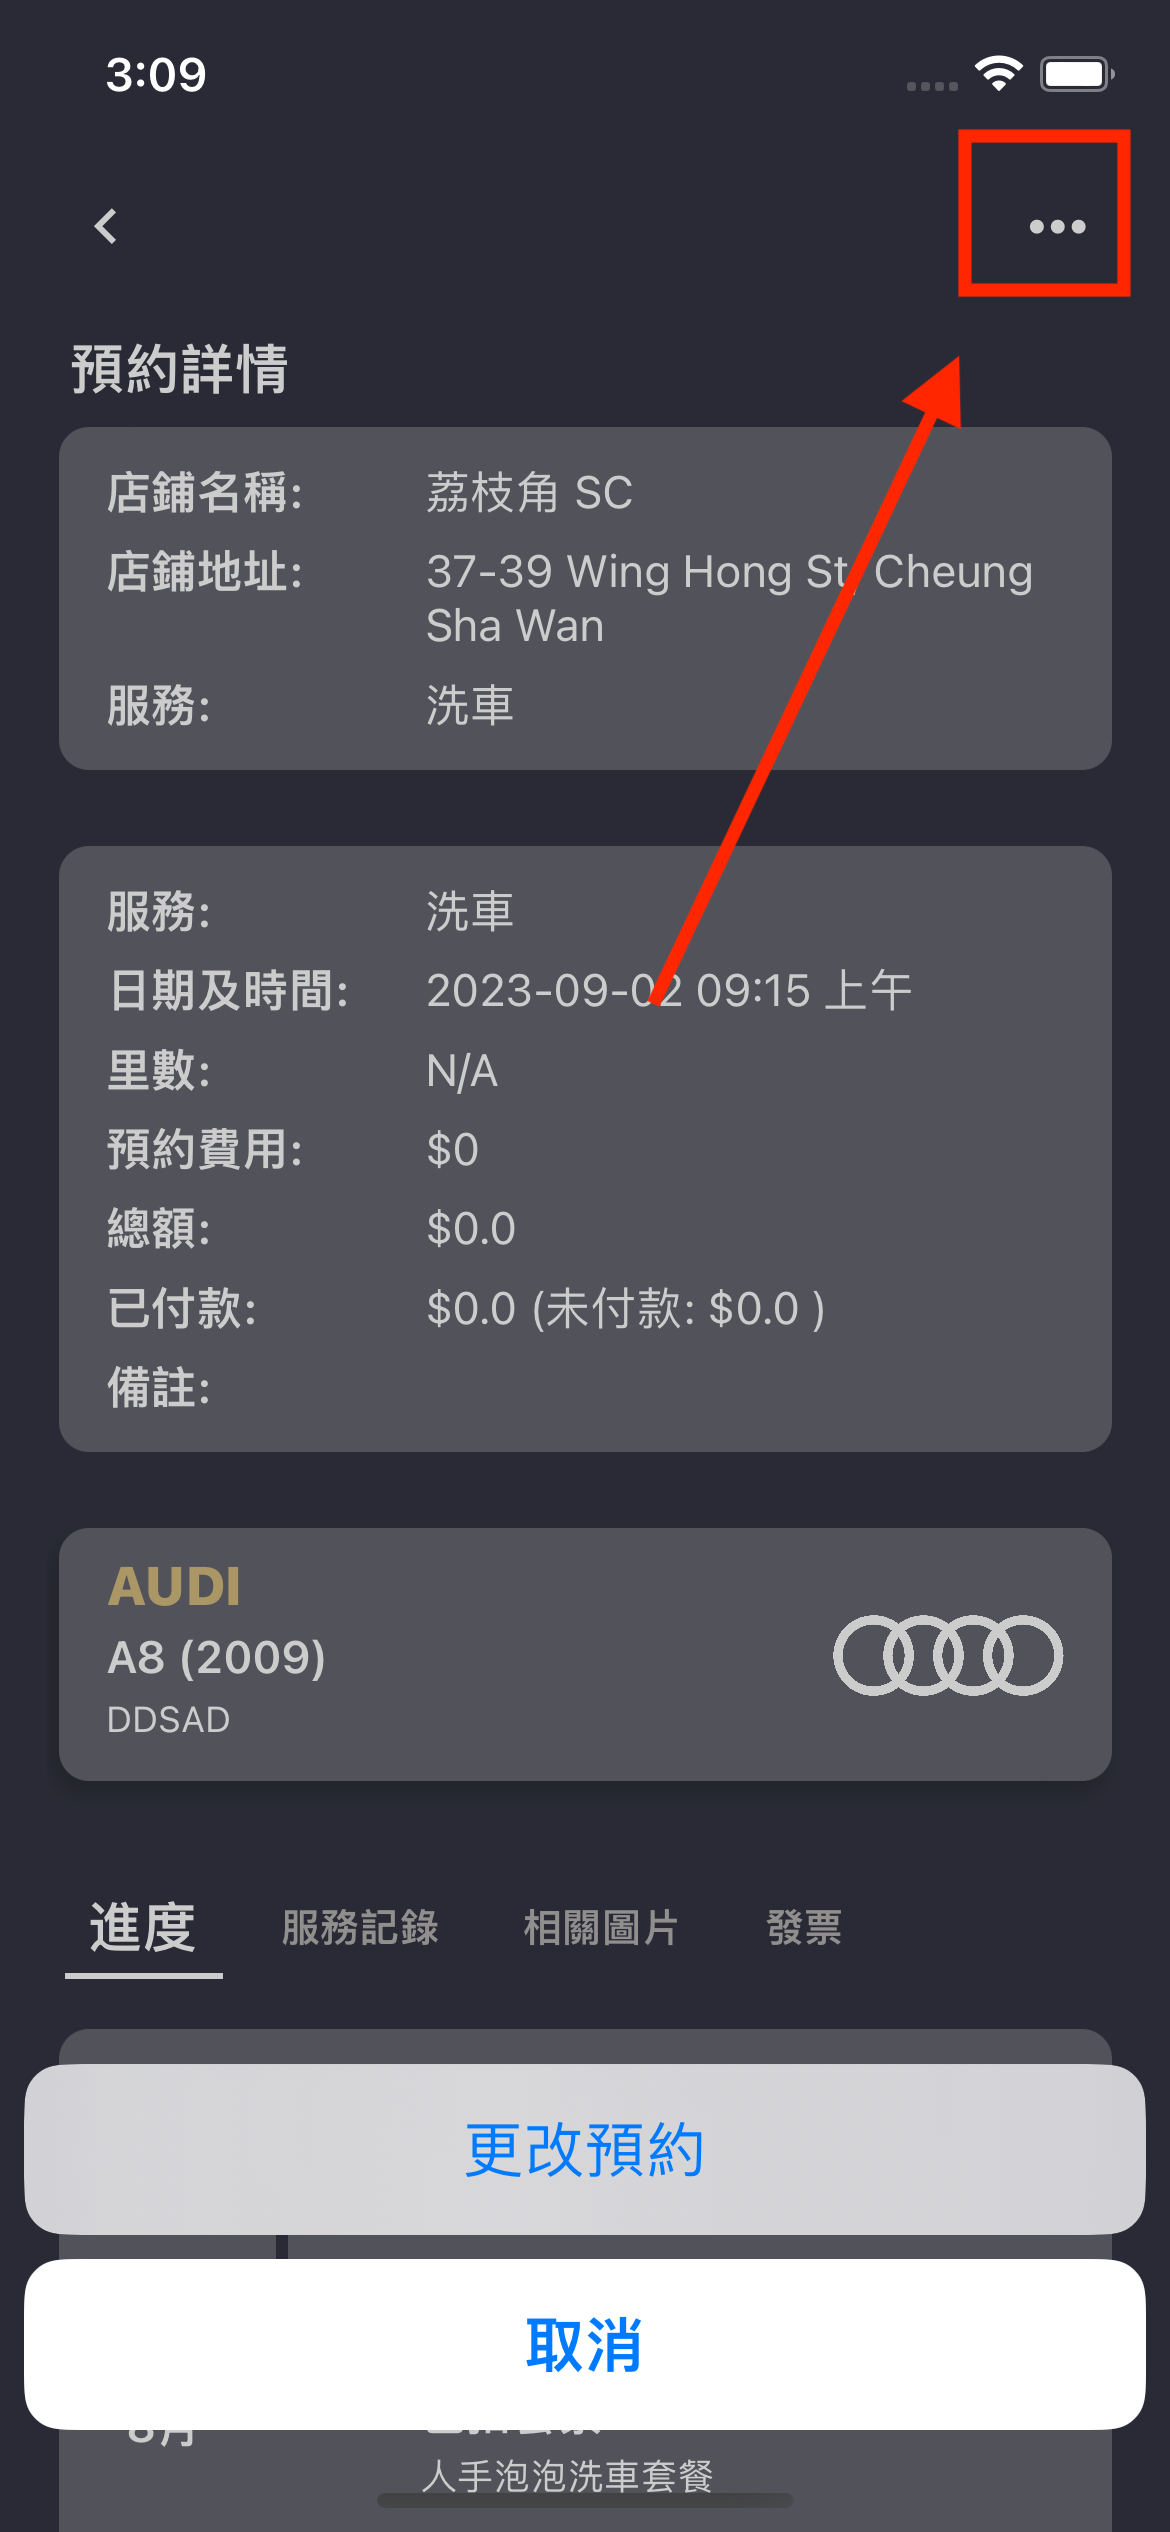 3:09
預約詳情
店鋪名稱: 荔枝角 SC
店鋪地址: 37-39 Wing Hong St, Cheung
Sha Wan
服務: 洗車
服務: 洗車
日期及時間: 2023-09-02 09:15 上午
里數: N/A
預約費用: $0
總額: $0.0
已付款: $0.0 (未付款: $0.0 )
備註:
AUDI
A8 (2009)
DDSAD
進度 服務記錄 相關圖片 發票
更改預約
取消
8月
人手泡泡洗車套餐